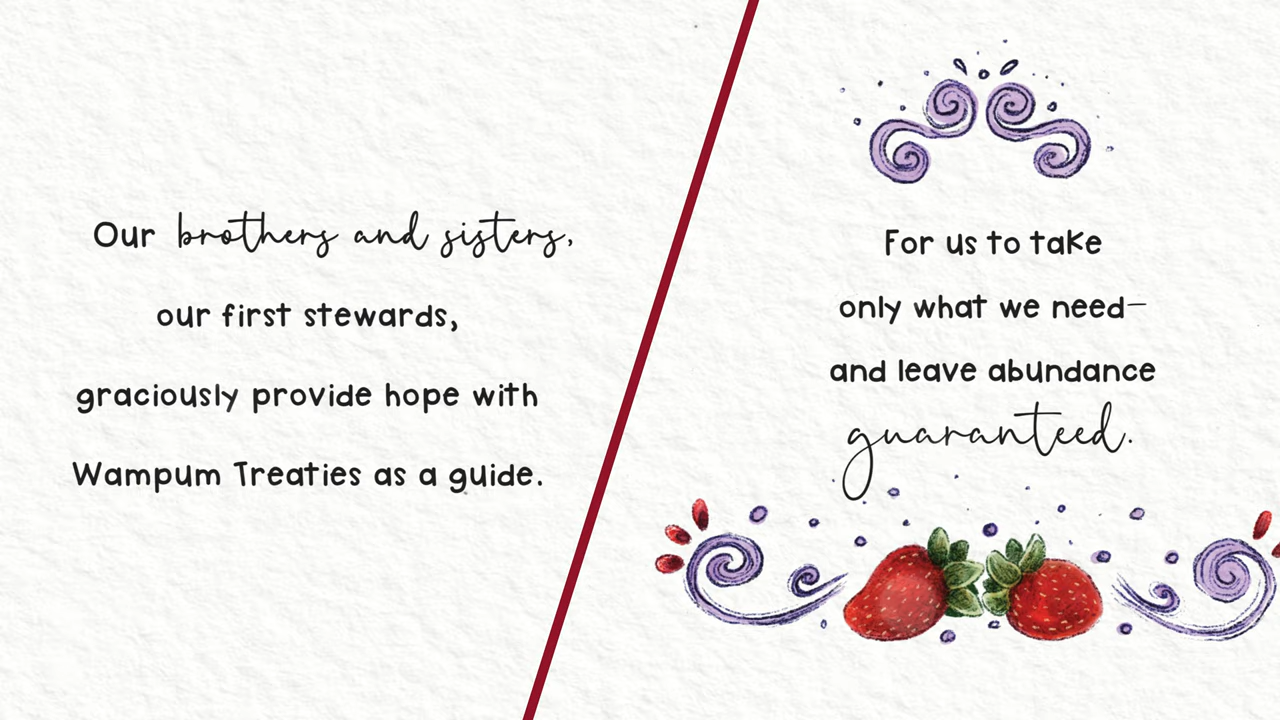 Our brothers and sisters,
our first stewards,
graciously provide hope with
Wampum Treaties as a guide.
For us to take
only what we need—
and leave abundance
guaranteed.